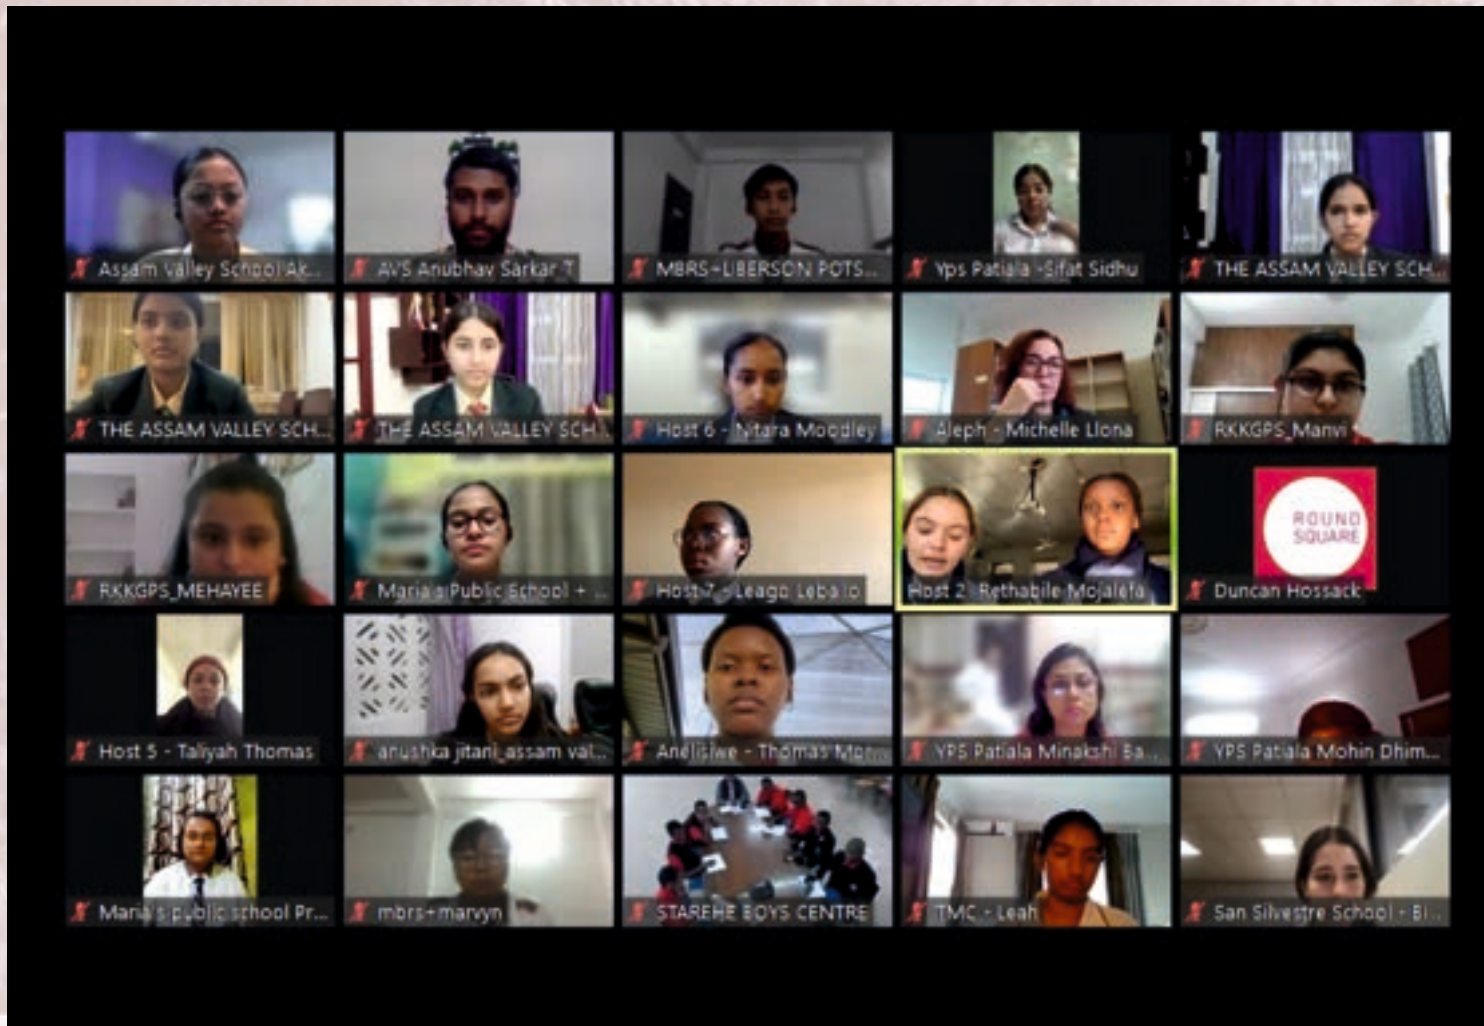 Assam Valley School Ak...
AVS Anubhav Sarkar T
MBRS+LIBERSON POTS...
Yps Patiala -Sifat Sidhu
THE ASSAM VALLEY SCH...
THE ASSAM VALLEY SCH...
THE ASSAM VALLEY SCH...
Host 6 - Nitara Moodley
Aleph - Michelle Llona
RKKGPS_Manvi
RKKGPS_MEHAYEE
Maria's Public School + ...
Host 7 - Leago Leballo
Host 2- Rethabile Mojalefa
ROUND
SQUARE
Duncan Hossack
Host 5 - Taliyah Thomas
anushka jitani_assam val...
Anelisiwe - Thomas Mor...
YPS Patiala Minakshi Ba...
YPS Patiala Mohin Dhim...
Maria's public school Pr...
mbrs+marvyn
STAREHE BOYS CENTRE
TMC - Leah
San Silvestre School - Bi...